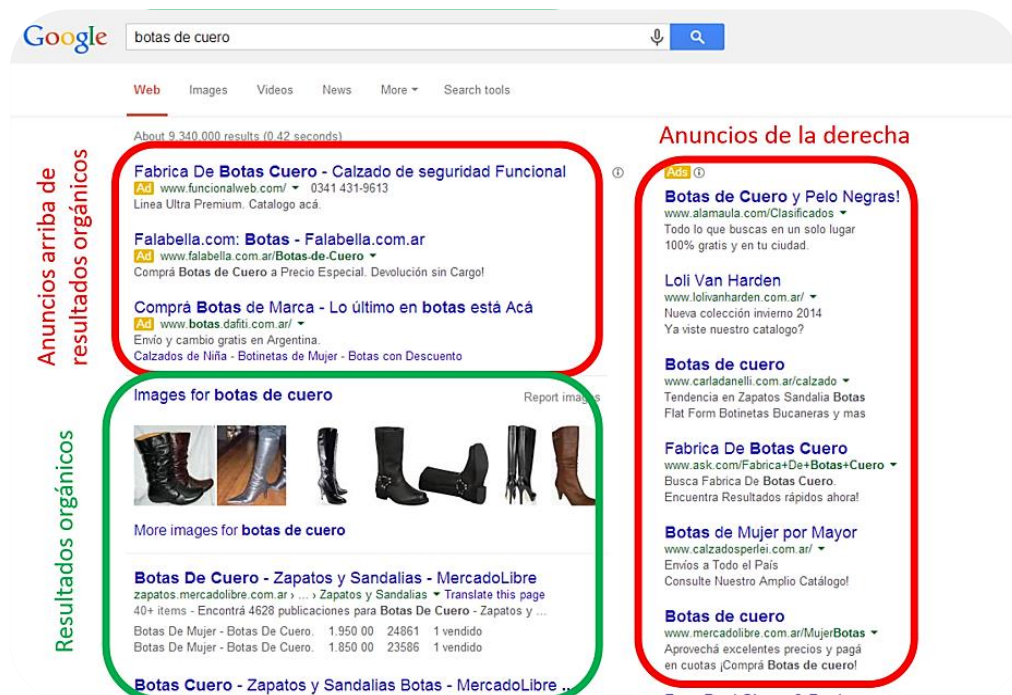 Google
botas de cuero
Web Images Videos News More Search tools
About 9,340,000 results (0.42 seconds)
Anuncios arriba de
resultados orgánicos
Fabrica De Botas Cuero - Calzado de seguridad Funcional
Ad www.funcionalweb.com/ 0341 431-9613
Linea Ultra Premium. Catalogo acá.
Falabella.com: Botas - Falabella.com.ar
Ad www.falabella.com.ar/Botas-de-Cuero
Comprá Botas de Cuero a Precio Especial. Devolución sin Cargo!
Comprá Botas de Marca - Lo último en botas está Acá
Ad www.botas.dafiti.com.ar/
Envío y cambio gratis en Argentina.
Calzados de Niña - Botinetas de Mujer - Botas con Descuento
Resultados orgánicos
Images for botas de cuero
Report images
More images for botas de cuero
Botas De Cuero - Zapatos y Sandalias - MercadoLibre
zapatos.mercadolibre.com.ar › ... › Zapatos y Sandalias Translate this page
40+ items - Encontrá 4628 publicaciones para Botas De Cuero - Zapatos y ...
Botas De Mujer - Botas De Cuero. 1.950 00 24861 1 vendido
Botas De Mujer - Botas De Cuero. 1.850 00 23586 1 vendido
Botas Cuero - Zapatos y Sandalias Botas - MercadoLibre ...
Anuncios de la derecha
Ads
Botas de Cuero y Pelo Negras!
www.alamaula.com/Clasificados
Todo lo que buscas en un solo lugar
100% gratis y en tu ciudad.
Loli Van Harden
www.lolivanharden.com.ar/
Nueva colección invierno 2014
Ya viste nuestro catalogo?
Botas de cuero
www.carladanelli.com.ar/calzado
Tendencia en Zapatos Sandalia Botas
Flat Form Botinetas Bucaneras y mas
Fabrica De Botas Cuero
www.ask.com/Fabrica+De+Botas+Cuero
Busca Fabrica De Botas Cuero.
Encuentra Resultados rápidos ahora!
Botas de Mujer por Mayor
www.calzadosperlei.com.ar/
Envíos a Todo el País
Consulte Nuestro Amplio Catálogo!
Botas de cuero
www.mercadolibre.com.ar/MujerBotas
Aprovechá excelentes precios y pagá
en cuotas ¡Comprá Botas de cuero!